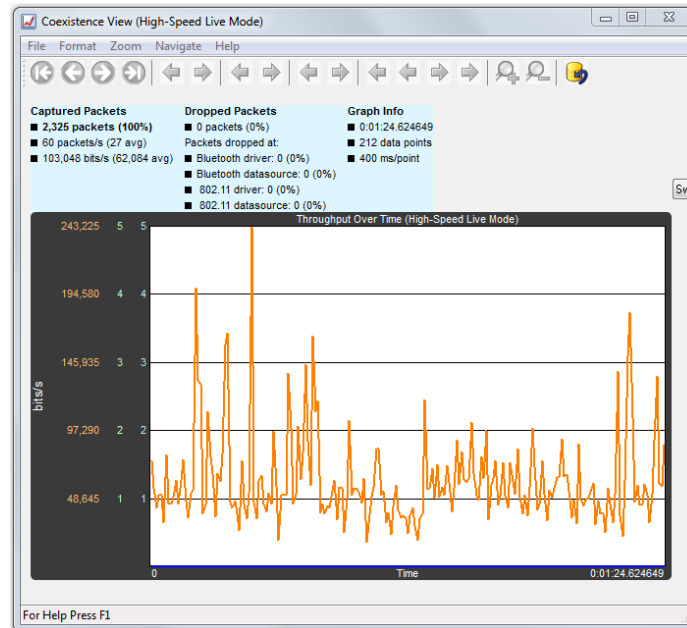 Coexistence View (High-Speed Live Mode)
File Format Zoom Navigate Help
Captured Packets
2,325 packets (100%)
60 packets/s (27 avg)
103,048 bits/s (62,084 avg)
Dropped Packets
0 packets (0%)
Packets dropped at:
Bluetooth driver: 0 (0%)
Bluetooth datasource: 0 (0%)
802.11 driver: 0 (0%)
802.11 datasource: 0 (0%)
Graph Info
0:01:24.624649
212 data points
400 ms/point
Sw
Throughput Over Time (High-Speed Live Mode)
243,225 5 5
194,580 4 4
145,935 3 3
97,290 2 2
48,645 1 1
bits/s
0 Time 0:01:24.624649
For Help Press F1